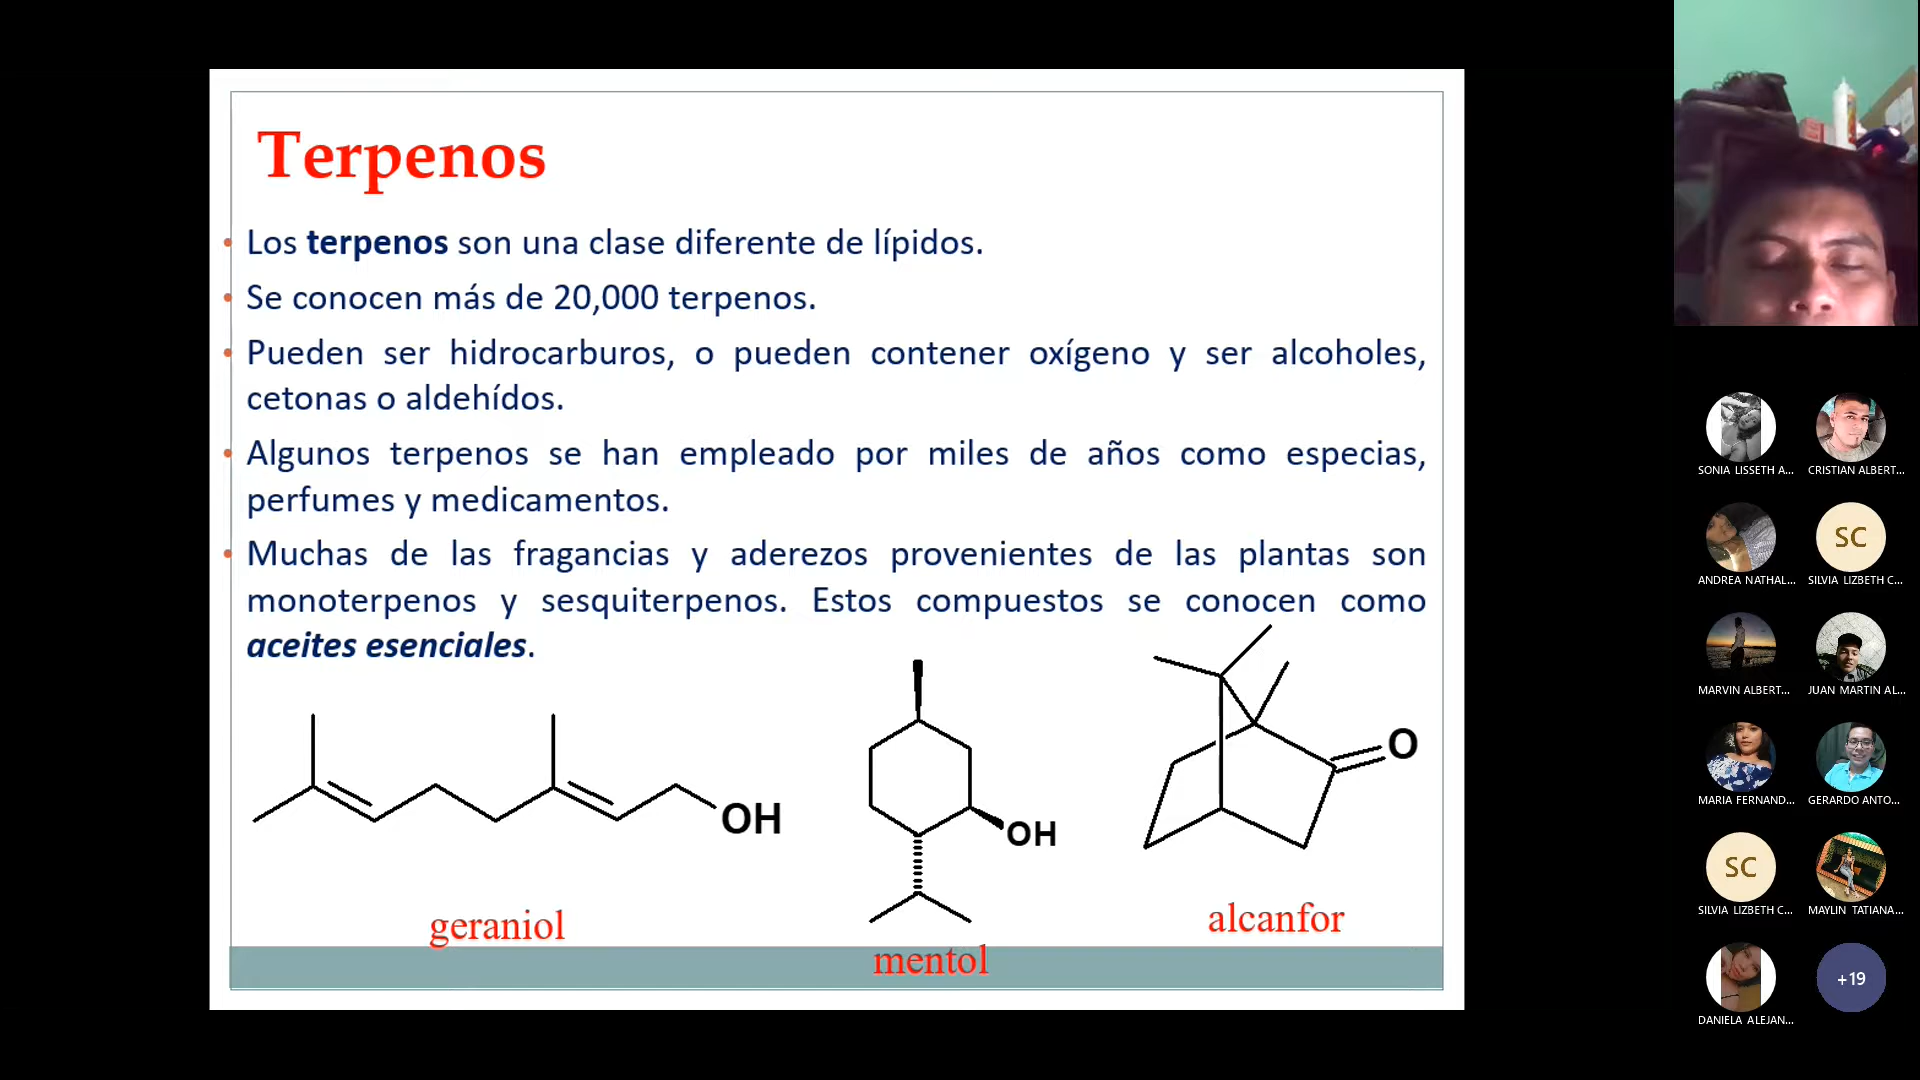 Terpenos
• Los terpenos son una clase diferente de lípidos.
• Se conocen más de 20,000 terpenos.
• Pueden ser hidrocarburos, o pueden contener oxígeno y ser alcoholes,
cetonas o aldehídos.
• Algunos terpenos se han empleado por miles de años como especias,
perfumes y medicamentos.
• Muchas de las fragancias y aderezos provenientes de las plantas son
monoterpenos y sesquiterpenos. Estos compuestos se conocen como
aceites esenciales.
OH
geraniol
OH
mentol
O
alcanfor
SONIA LISSETH A...
CRISTIAN ALBERT...
SC
ANDREA NATHAL...
SILVIA LIZBETH C...
MARVIN ALBERT...
JUAN MARTIN AL...
MARIA FERNAND...
GERARDO ANTO...
SC
SILVIA LIZBETH C...
MAYLIN TATIANA...
+19
DANIELA ALEJAN...